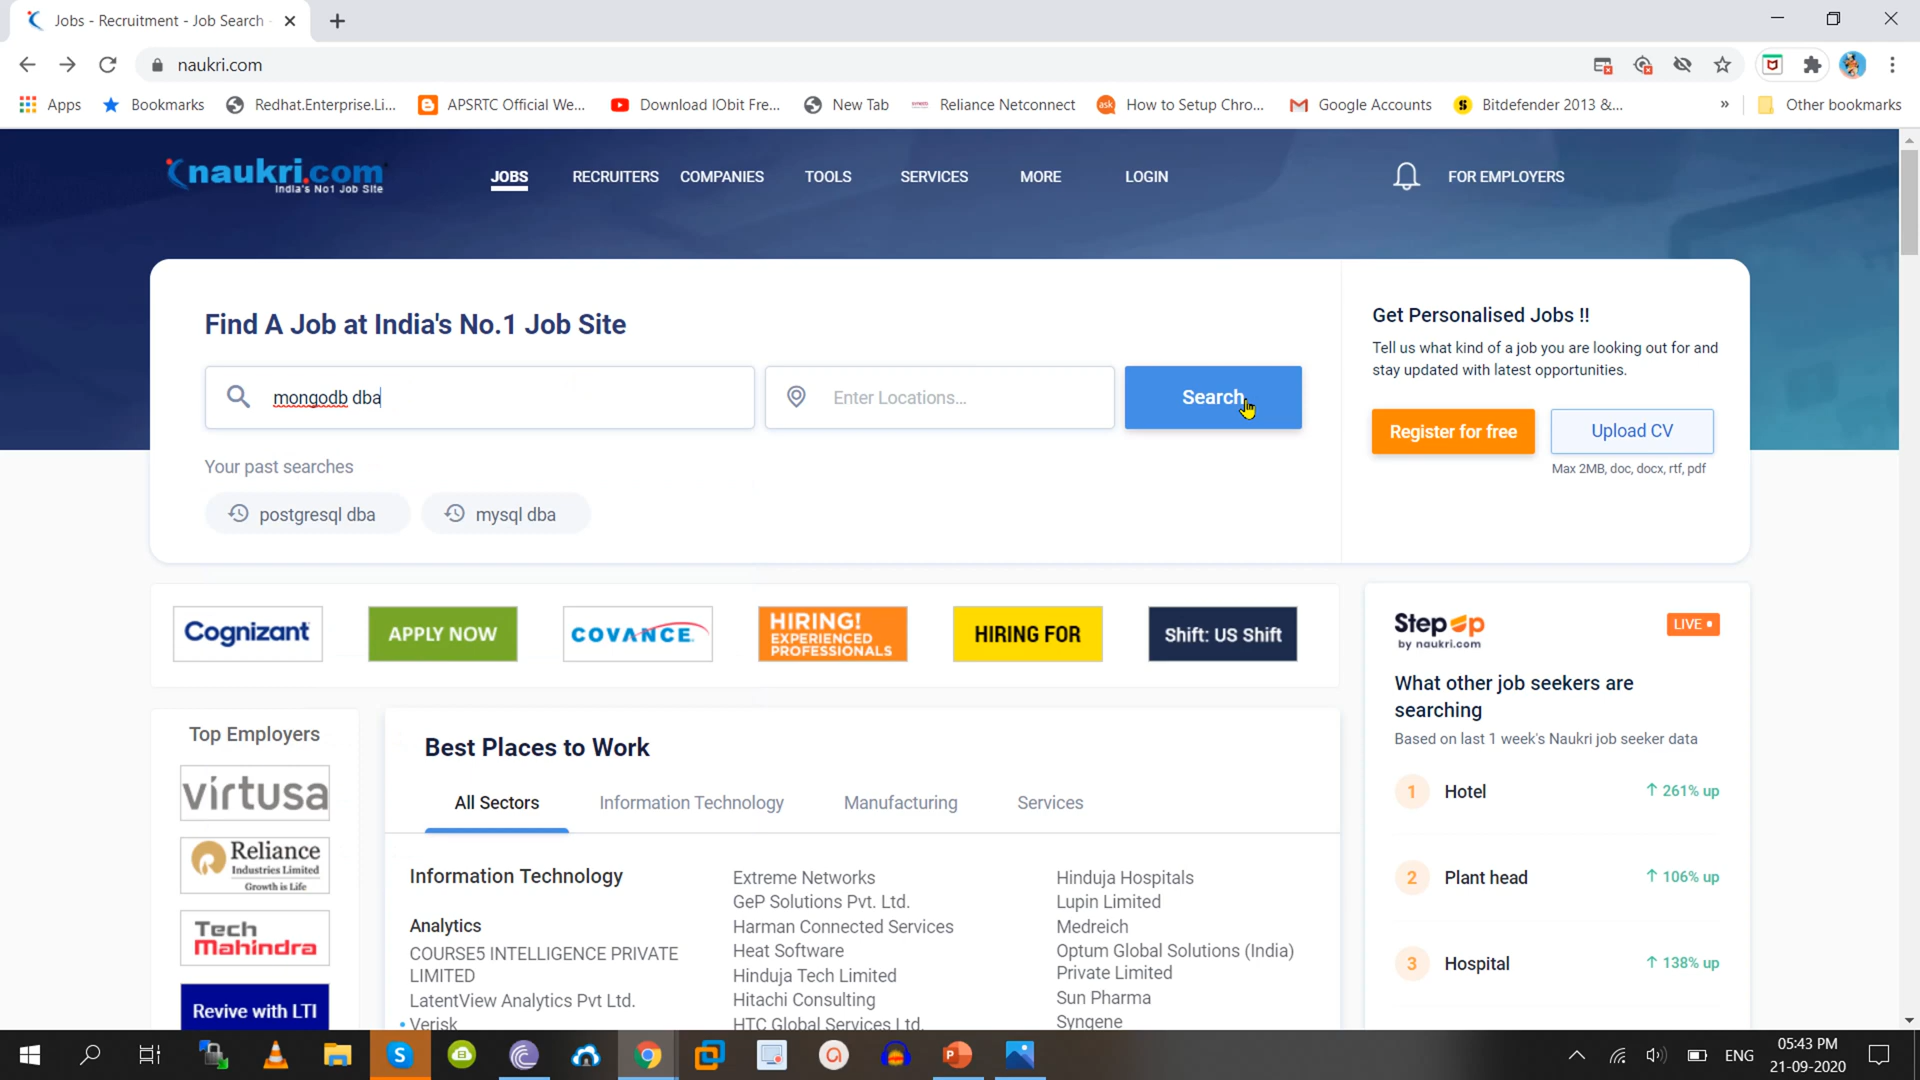 Jobs - Recruitment - Job Search -
naukri.com
Apps
Bookmarks
Redhat.Enterprise.Li...
APSRTC Official We...
Download IObit Fre...
New Tab
Reliance Netconnect
How to Setup Chro...
Google Accounts
Bitdefender 2013 &...
»
Other bookmarks
naukri.com
India's No1 Job Site
JOBS
RECRUITERS
COMPANIES
TOOLS
SERVICES
MORE
LOGIN
FOR EMPLOYERS
Find A Job at India's No.1 Job Site
mongodb dba
Enter Locations...
Search
Your past searches
postgresql dba
mysql dba
Get Personalised Jobs !!
Tell us what kind of a job you are looking out for and
stay updated with latest opportunities.
Register for free
Upload CV
Max 2MB, doc, docx, rtf, pdf
Cognizant
APPLY NOW
COVANCE
HIRING!
EXPERIENCED
PROFESSIONALS
HIRING FOR
Shift: US Shift
Top Employers
virtusa
Reliance
Industries Limited
Growth is Life
Tech
Mahindra
Revive with LTI
Best Places to Work
All Sectors
Information Technology
Manufacturing
Services
Information Technology
Analytics
COURSE5 INTELLIGENCE PRIVATE
LIMITED
LatentView Analytics Pvt Ltd.
Verisk
Extreme Networks
GeP Solutions Pvt. Ltd.
Harman Connected Services
Heat Software
Hinduja Tech Limited
Hitachi Consulting
HTC Global Services Ltd.
Hinduja Hospitals
Lupin Limited
Medreich
Optum Global Solutions (India)
Private Limited
Sun Pharma
Syngene
Step Up
by naukri.com
LIVE
What other job seekers are
searching
Based on last 1 week's Naukri job seeker data
1 Hotel ↑ 261% up
2 Plant head ↑ 106% up
3 Hospital ↑ 138% up
ENG
05:43 PM
21-09-2020